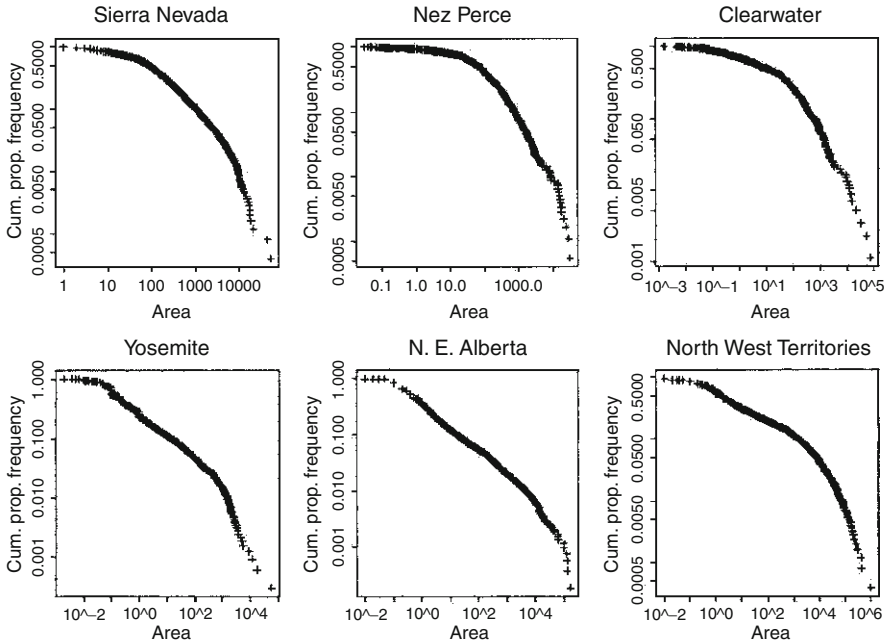 Sierra Nevada
Cum. prop. frequency
0.5000
0.0500
0.0050
0.0005
1 10 100 1000 10000
Area
Nez Perce
Cum. prop. frequency
0.5000
0.0500
0.0050
0.0005
0.1 1.0 10.0 1000.0
Area
Clearwater
Cum. prop. frequency
0.500
0.050
0.005
0.001
10^−3 10^−1 10^1 10^3 10^5
Area
Yosemite
Cum. prop. frequency
1.000
0.100
0.010
0.001
10^−2 10^0 10^2 10^4
Area
N. E. Alberta
Cum. prop. frequency
1.000
0.100
0.010
0.001
10^−2 10^0 10^2 10^4
Area
North West Territories
Cum. prop. frequency
0.5000
0.0500
0.0050
0.0005
10^−2 10^0 10^2 10^4 10^6
Area